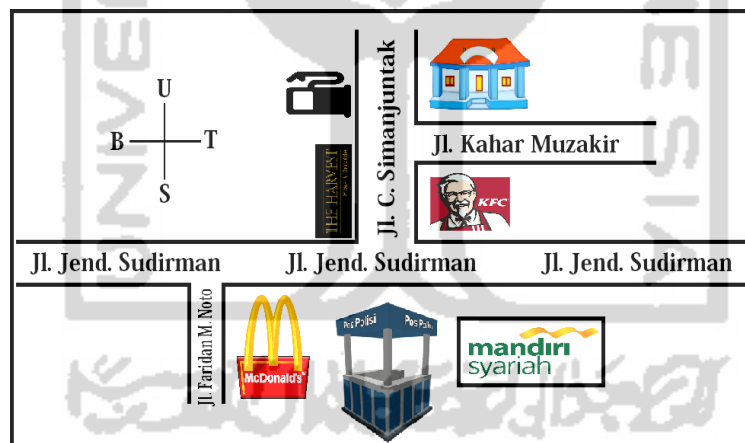 U
B T
S
Jl. C. Simanjuntak
Jl. Kahar Muzakir
THE HARVEST
KFC
Jl. Jend. Sudirman
Jl. Jend. Sudirman
Jl. Jend. Sudirman
Jl. Faridan M. Noto
McDonald's
Pos Polisi
Pos Polisi
mandiri
syariah